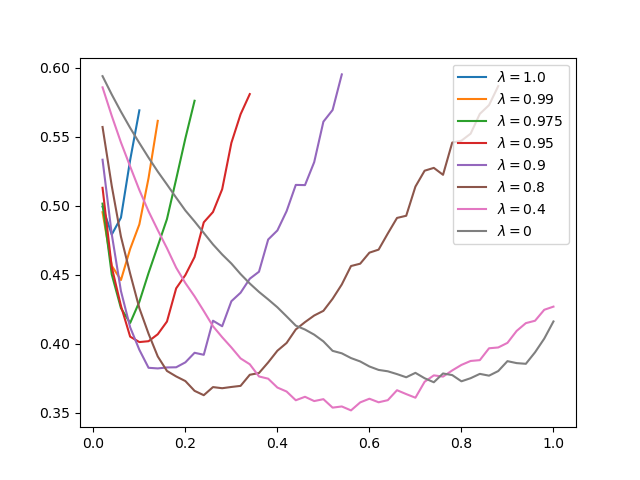 0.60
0.55
0.50
0.45
0.40
0.35
0.0
0.2
0.4
0.6
0.8
1.0
λ = 1.0
λ = 0.99
λ = 0.975
λ = 0.95
λ = 0.9
λ = 0.8
λ = 0.4
λ = 0